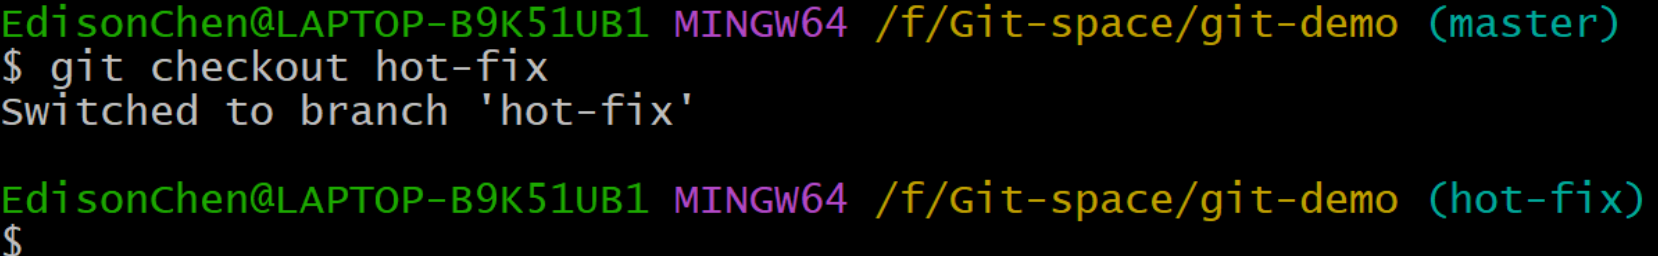 EdisonChen@LAPTOP-B9K51UB1 MINGW64 /f/Git-space/git-demo (master)
$ git checkout hot-fix
Switched to branch 'hot-fix'
EdisonChen@LAPTOP-B9K51UB1 MINGW64 /f/Git-space/git-demo (hot-fix)
$